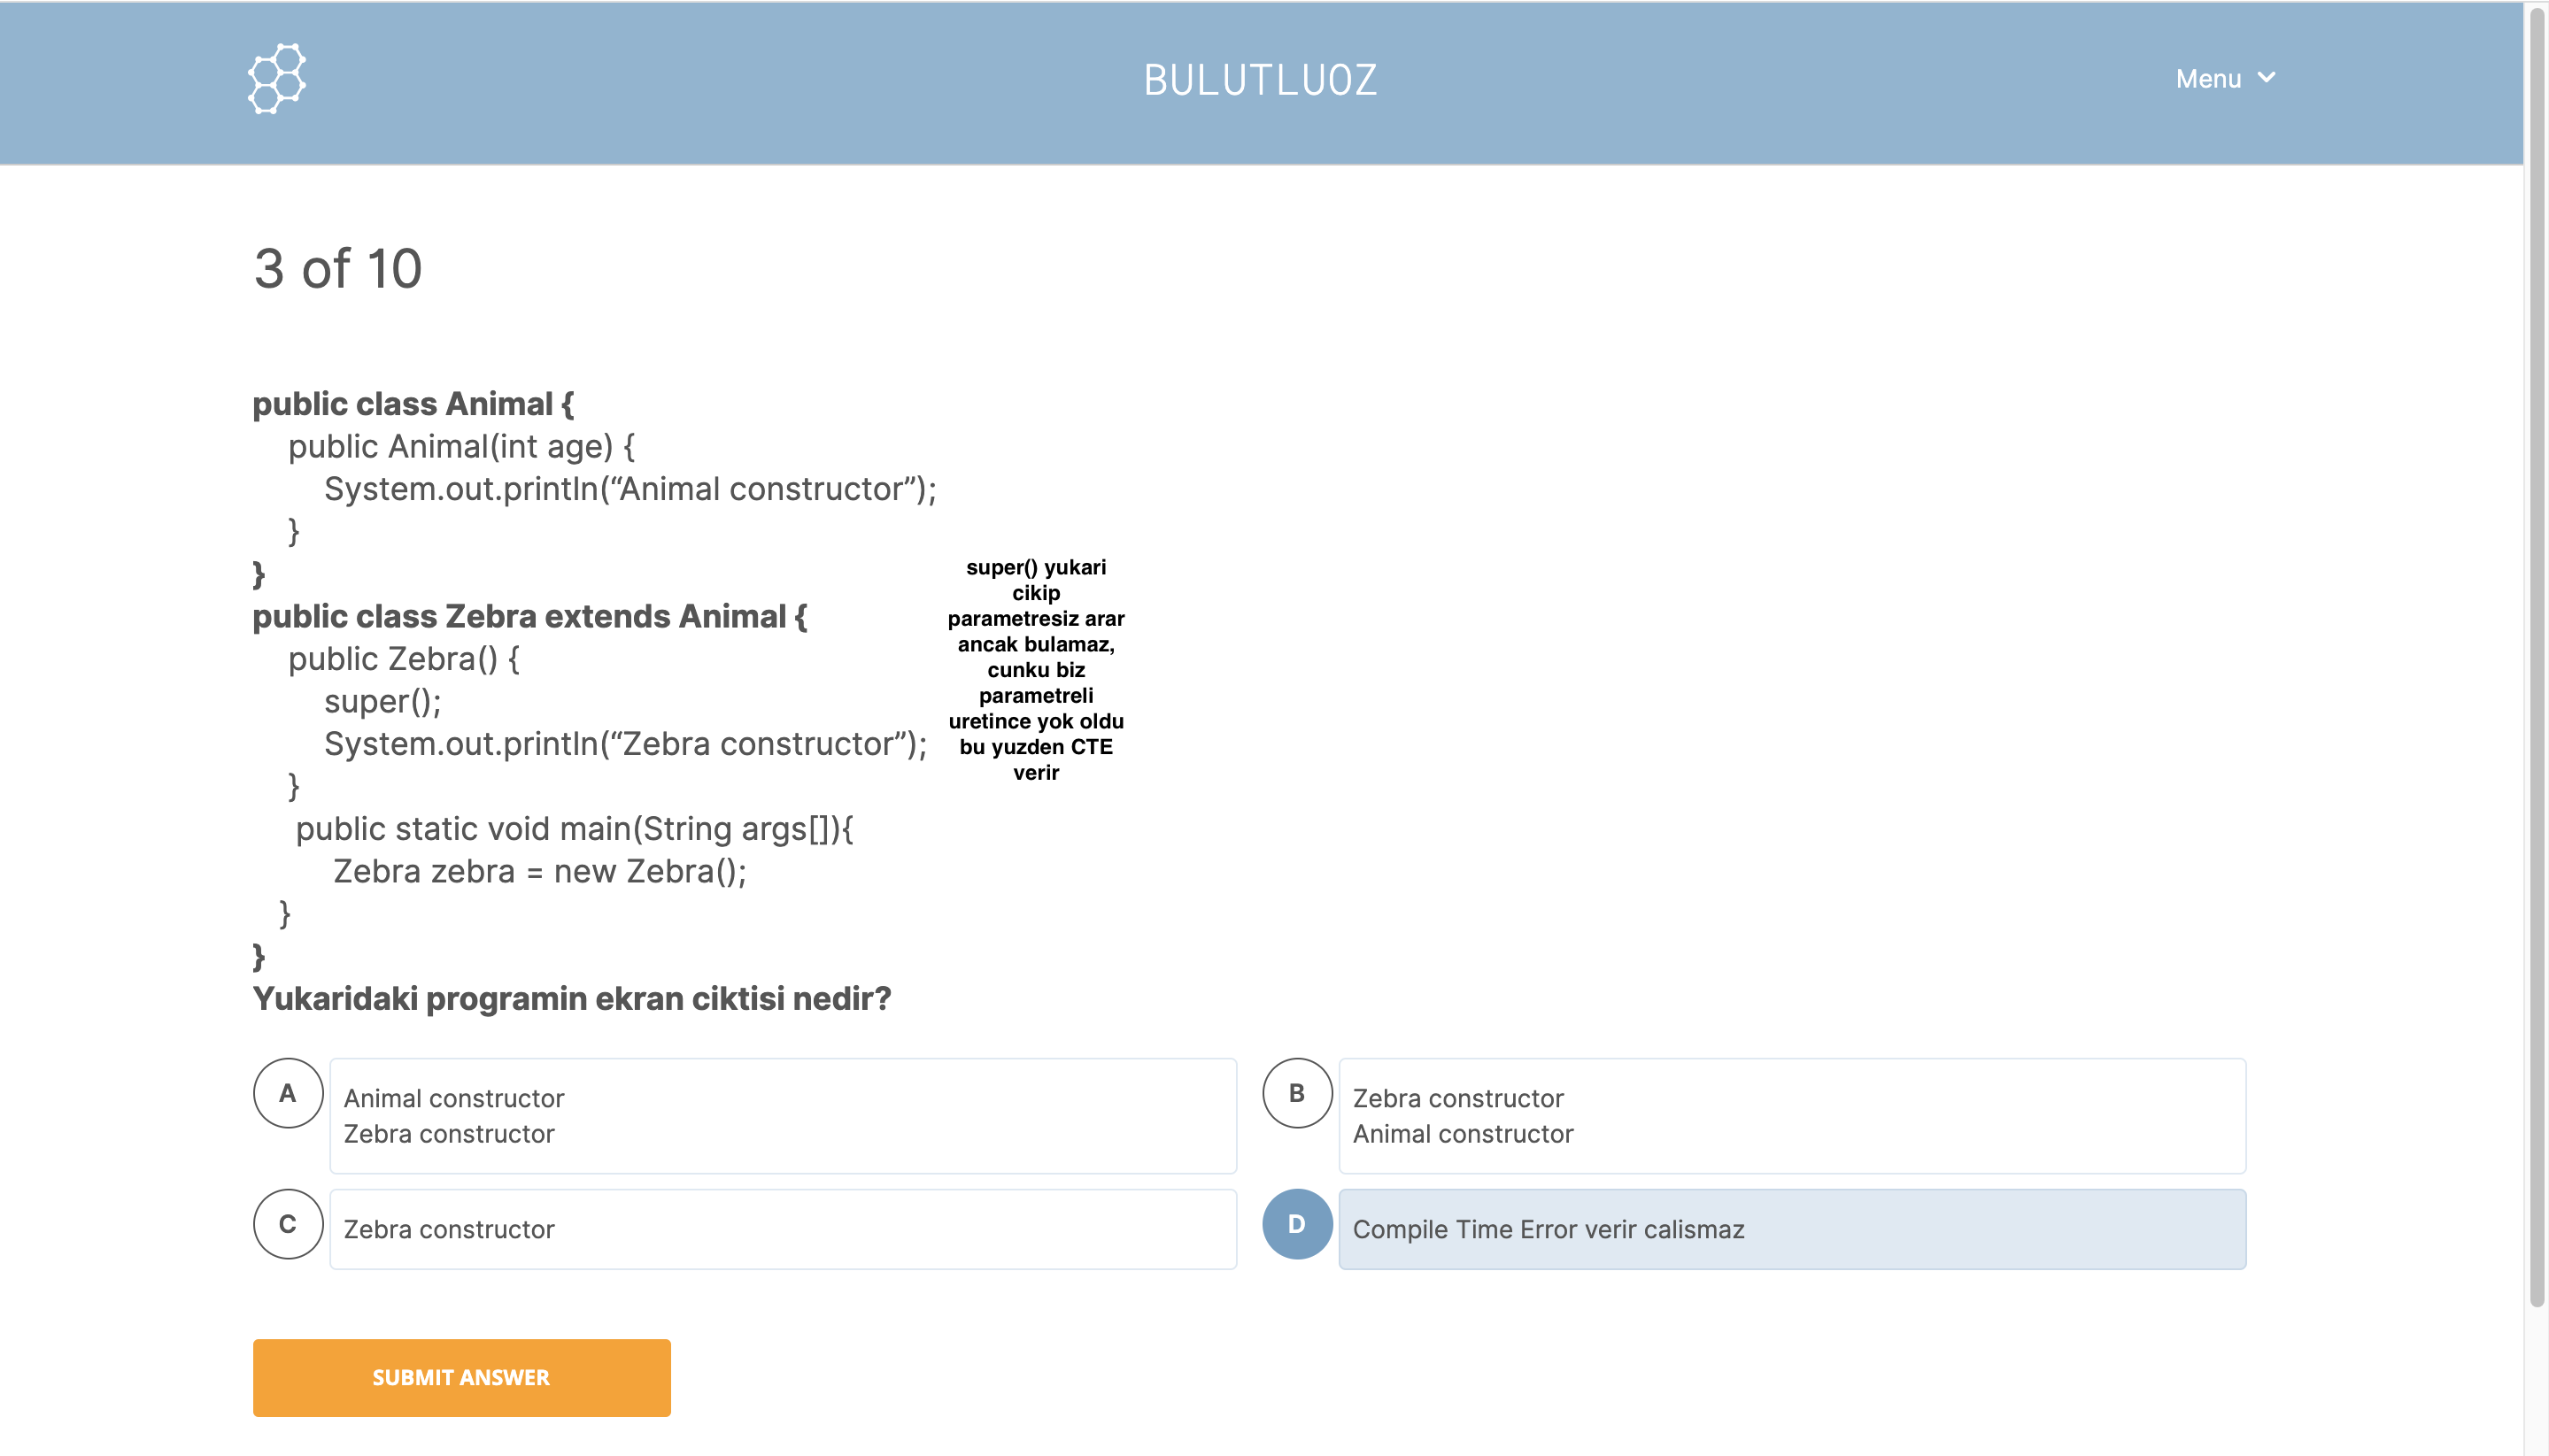 BULUTLUOZ
Menu
3 of 10
public class Animal {
public Animal(int age) {
System.out.println(“Animal constructor”);
}
}
public class Zebra extends Animal {
public Zebra() {
super();
System.out.println(“Zebra constructor”);
}
public static void main(String args[]){
Zebra zebra = new Zebra();
}
}
super() yukari
cikip
parametresiz arar
ancak bulamaz,
cunku biz
parametreli
uretince yok oldu
bu yuzden CTE
verir
Yukaridaki programin ekran ciktisi nedir?
A
Animal constructor
Zebra constructor
B
Zebra constructor
Animal constructor
C
Zebra constructor
D
Compile Time Error verir calismaz
SUBMIT ANSWER